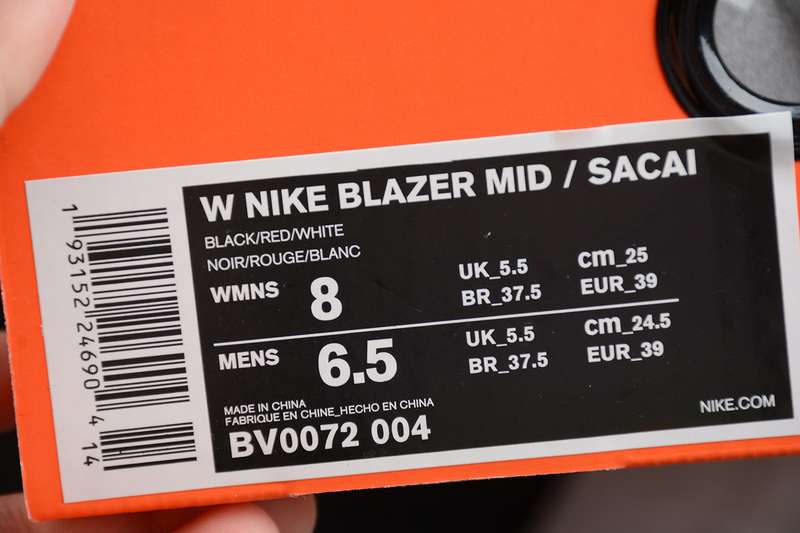 W NIKE BLAZER MID / SACAI
BLACK/RED/WHITE
NOIR/ROUGE/BLANC
WMNS 8 UK_5.5 cm_25
BR_37.5 EUR_39
MENS 6.5 UK_5.5 cm_24.5
BR_37.5 EUR_39
MADE IN CHINA
FABRIQUE EN CHINE_HECHO EN CHINA
BV0072 004
NIKE.COM
1 93152 24690 4 14